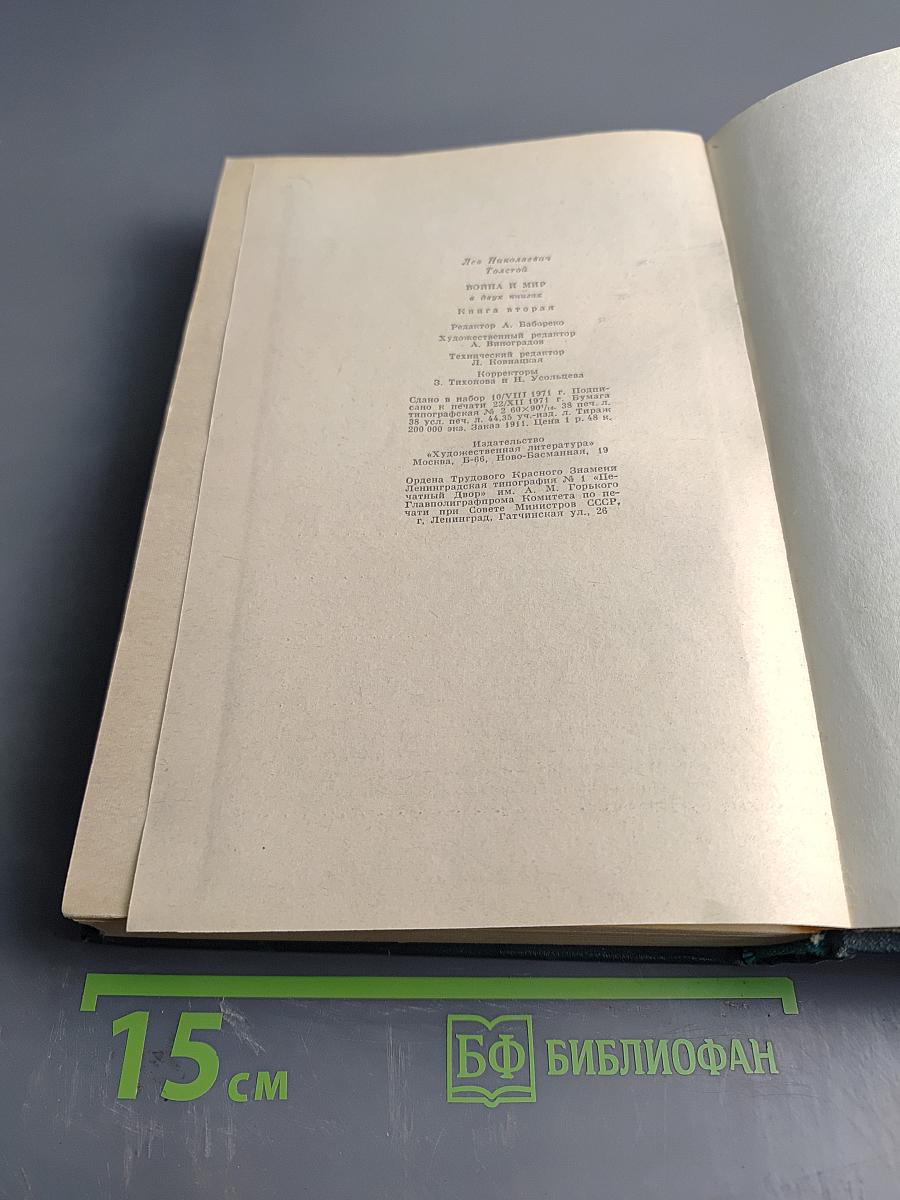 Лев Николаевич
Толстой
ВОЙНА И МИР
в двух книгах
Книга вторая
Редактор А. Бабореко
Художественный редактор
А. Виноградов
Технический редактор
Л. Ковнацкая
Корректоры
З. Тихонова и Н. Усольцева
Сдано в набор 10/VIII 1971 г. Подпи-
сано к печати 22/XII 1971 г. Бумага
типографская № 2 60×90¹/₁₆. 38 печ. л.
38 усл. печ. л. 44,35 уч.-изд. л. Тираж
200 000 экз. Заказ 1911. Цена 1 р. 48 к.
Издательство
«Художественная литература»
Москва, Б-66, Ново-Басманная, 19
Ордена Трудового Красного Знамени
Ленинградская типография № 1 «Пе-
чатный Двор» им. А. М. Горького
Главполиграфпрома Комитета по пе-
чати при Совете Министров СССР,
г. Ленинград, Гатчинская ул., 26
15 см
БФ БИБЛИОФАН